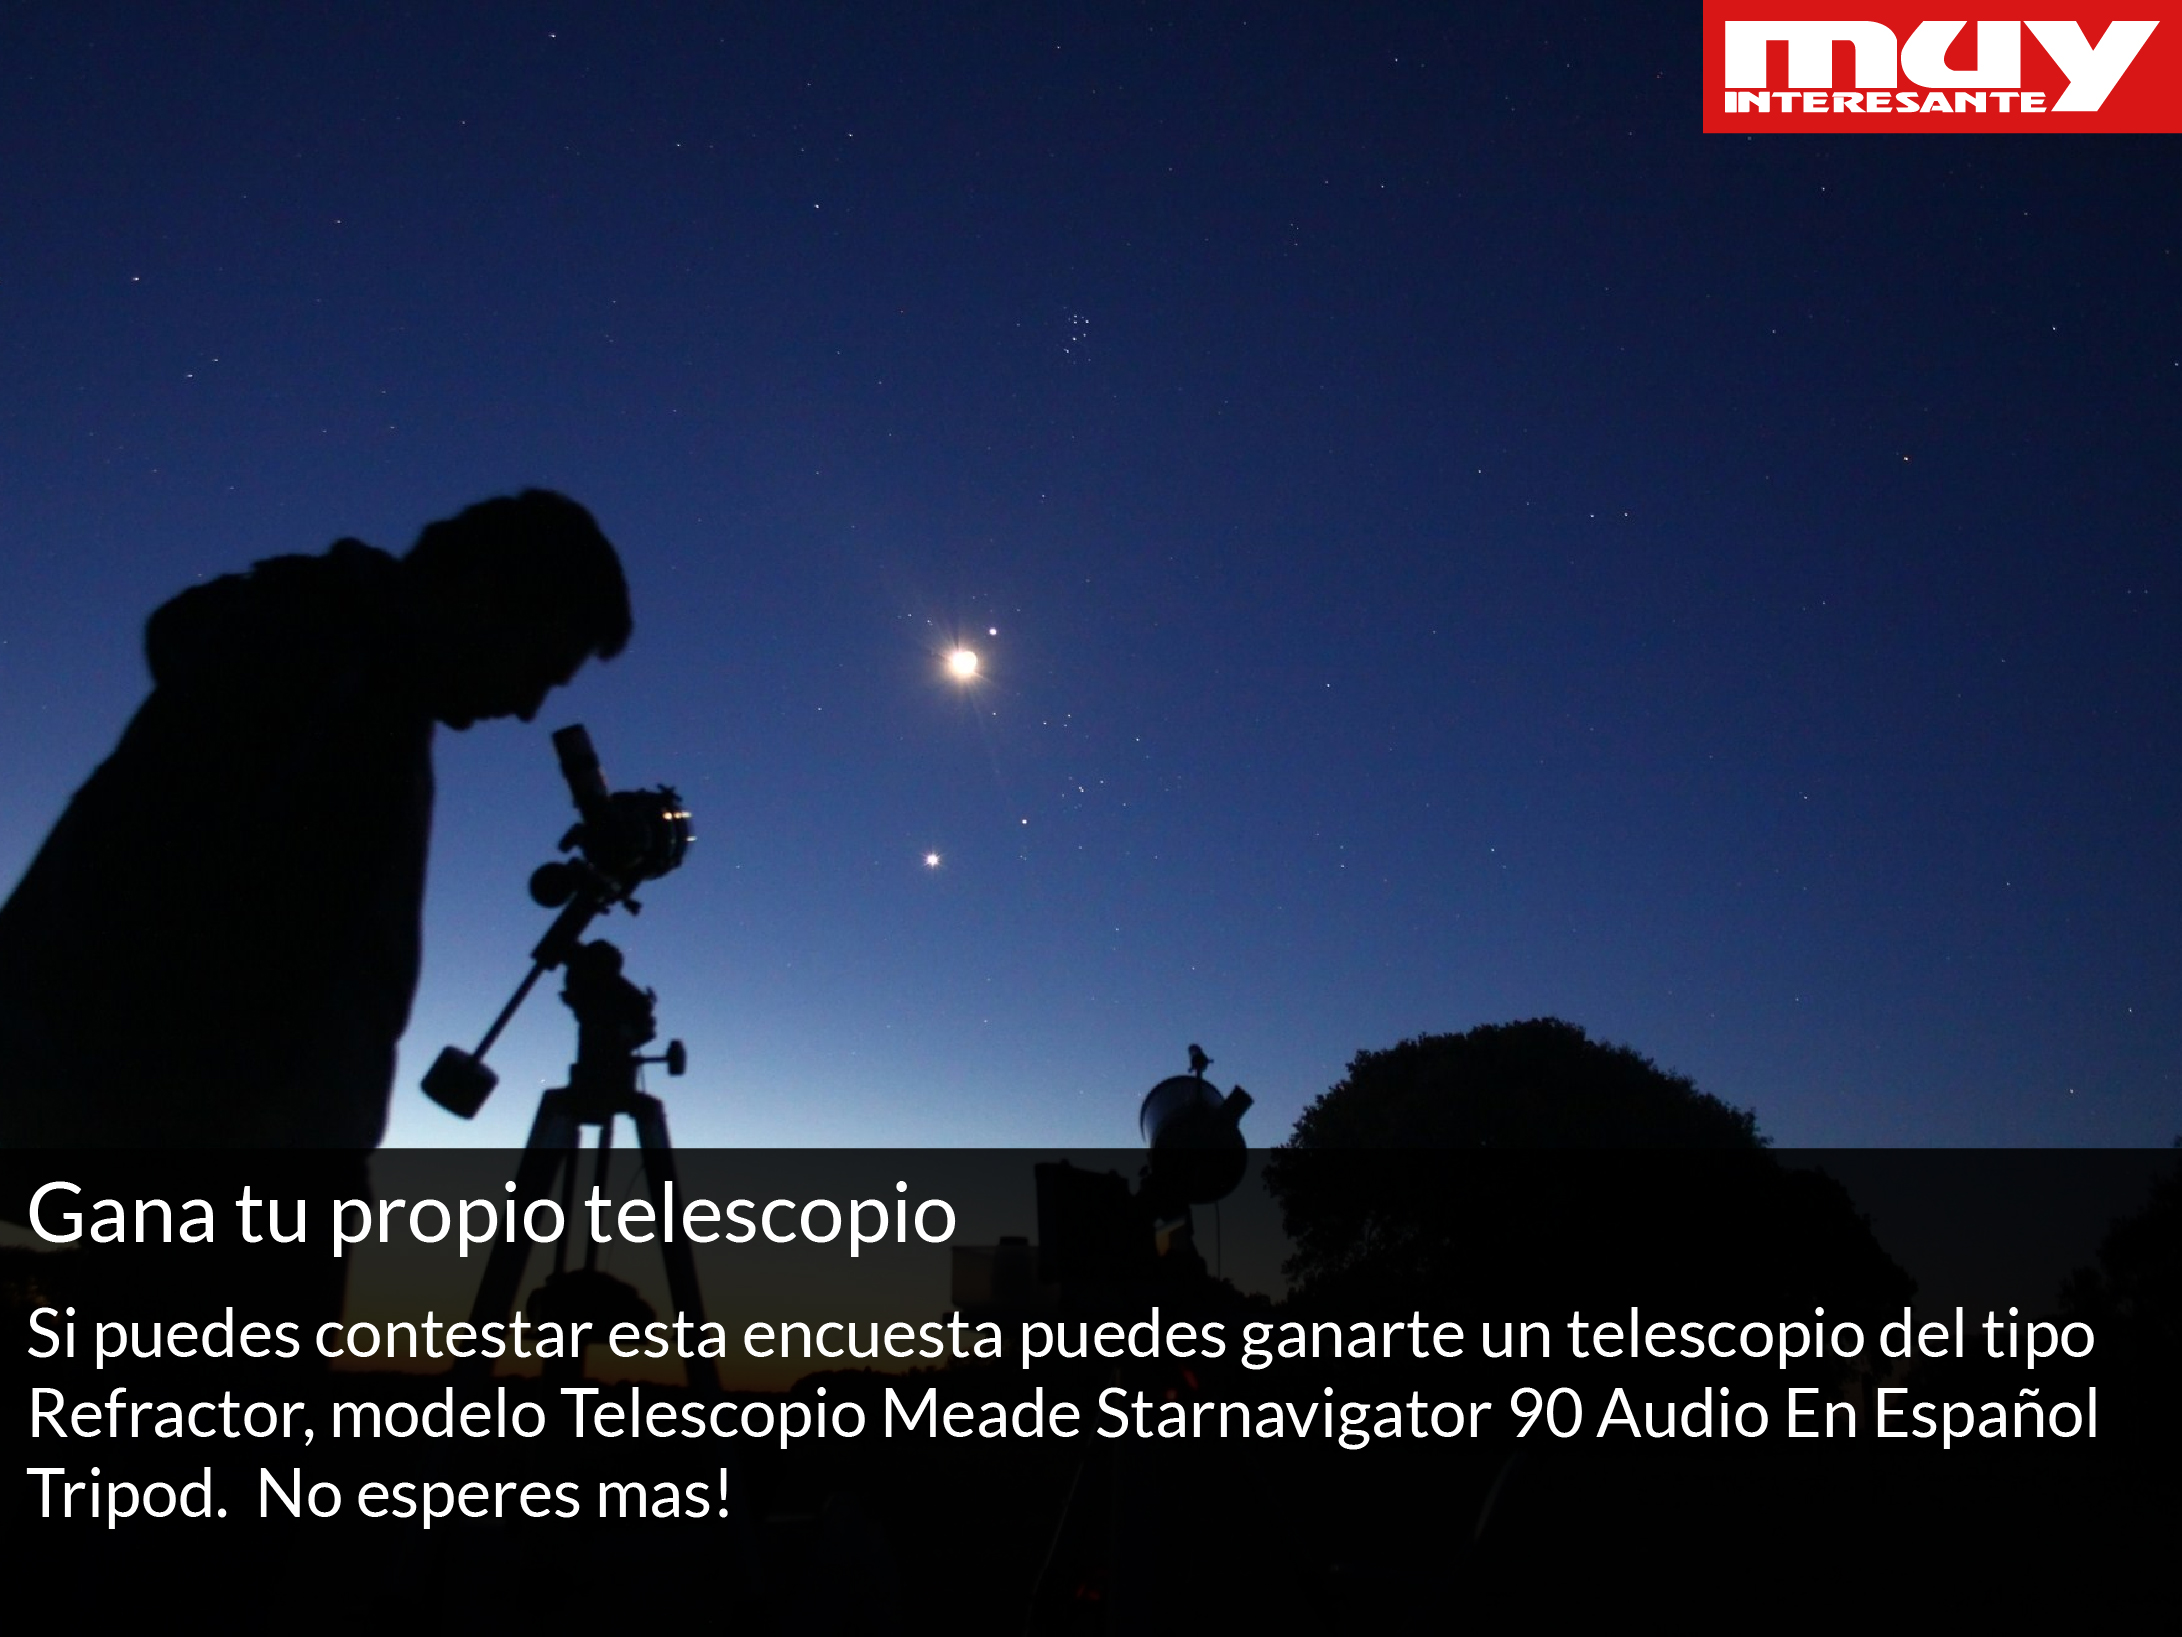 muy
INTERESANTE
Gana tu propio telescopio
Si puedes contestar esta encuesta puedes ganarte un telescopio del tipo
Refractor, modelo Telescopio Meade Starnavigator 90 Audio En Español
Tripod.  No esperes mas!